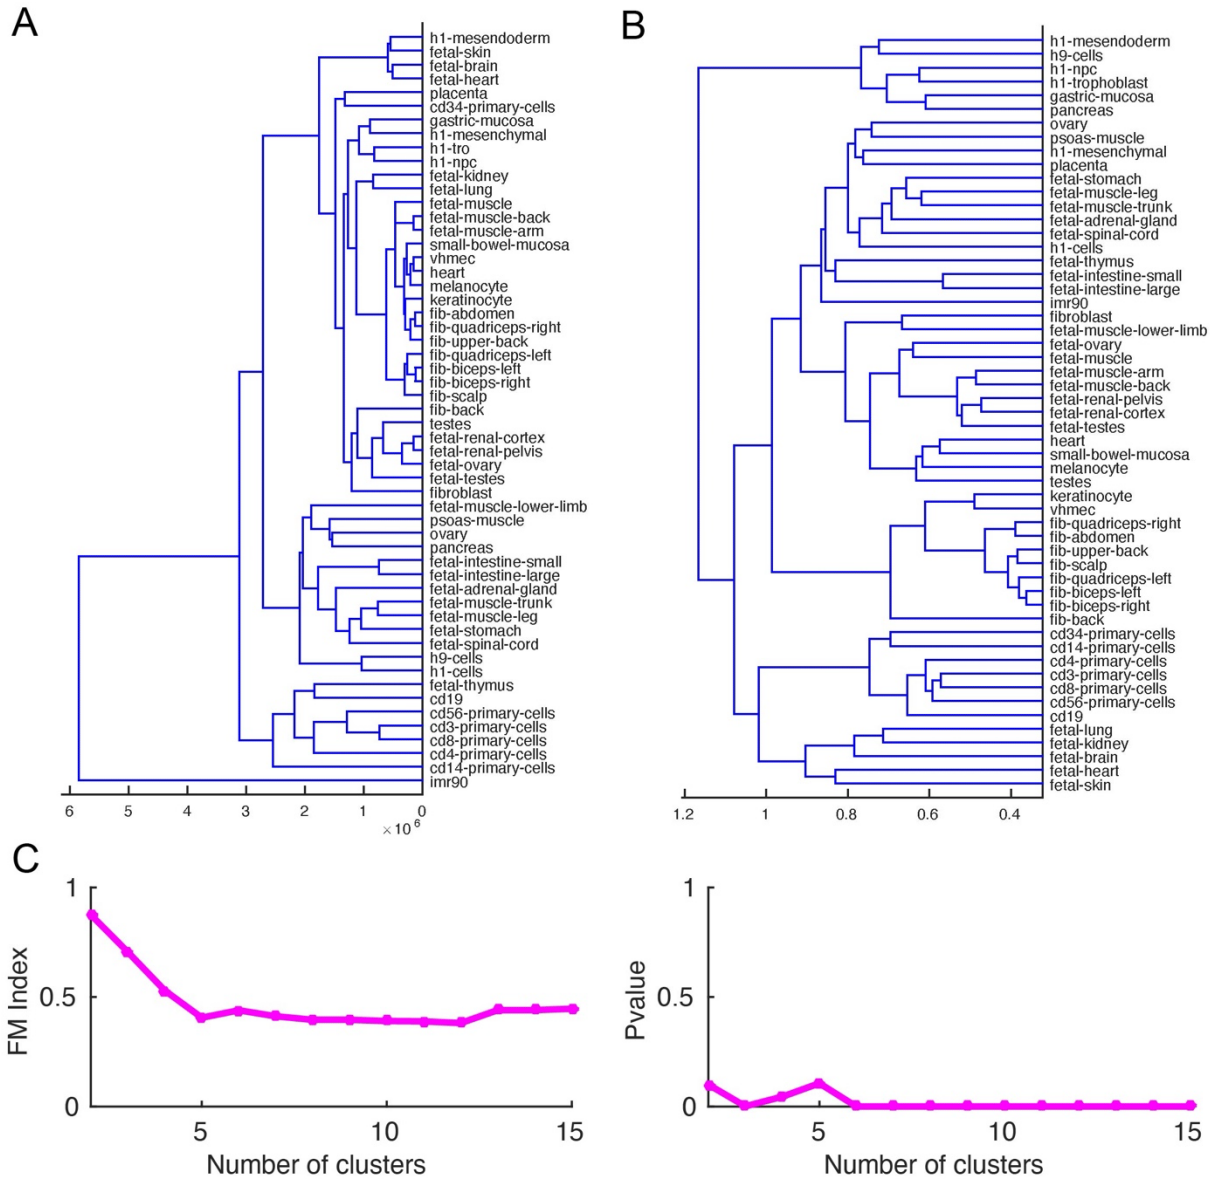 A
h1-mesendoderm
fetal-skin
fetal-brain
fetal-heart
placenta
cd34-primary-cells
gastric-mucosa
h1-mesenchymal
h1-tro
h1-npc
fetal-kidney
fetal-lung
fetal-muscle
fetal-muscle-back
fetal-muscle-arm
small-bowel-mucosa
vhmec
heart
melanocyte
keratinocyte
fib-abdomen
fib-quadriceps-right
fib-upper-back
fib-quadriceps-left
fib-biceps-left
fib-biceps-right
fib-scalp
fib-back
testes
fetal-renal-cortex
fetal-renal-pelvis
fetal-ovary
fetal-testes
fibroblast
fetal-muscle-lower-limb
psoas-muscle
ovary
pancreas
fetal-intestine-small
fetal-intestine-large
fetal-adrenal-gland
fetal-muscle-trunk
fetal-muscle-leg
fetal-stomach
fetal-spinal-cord
h9-cells
h1-cells
fetal-thymus
cd19
cd56-primary-cells
cd3-primary-cells
cd8-primary-cells
cd4-primary-cells
cd14-primary-cells
imr90
6 5 4 3 2 1 0
×10^6
B
h1-mesendoderm
h9-cells
h1-npc
h1-trophoblast
gastric-mucosa
pancreas
ovary
psoas-muscle
h1-mesenchymal
placenta
fetal-stomach
fetal-muscle-leg
fetal-muscle-trunk
fetal-adrenal-gland
fetal-spinal-cord
h1-cells
fetal-thymus
fetal-intestine-small
fetal-intestine-large
imr90
fibroblast
fetal-muscle-lower-limb
fetal-ovary
fetal-muscle
fetal-muscle-arm
fetal-muscle-back
fetal-renal-pelvis
fetal-renal-cortex
fetal-testes
heart
small-bowel-mucosa
melanocyte
testes
keratinocyte
vhmec
fib-quadriceps-right
fib-abdomen
fib-upper-back
fib-scalp
fib-quadriceps-left
fib-biceps-left
fib-biceps-right
fib-back
cd34-primary-cells
cd14-primary-cells
cd4-primary-cells
cd3-primary-cells
cd8-primary-cells
cd56-primary-cells
cd19
fetal-lung
fetal-kidney
fetal-brain
fetal-heart
fetal-skin
1.2 1 0.8 0.6 0.4
C
1
0.5
0
FM Index
5 10 15
Number of clusters
1
0.5
0
Pvalue
5 10 15
Number of clusters